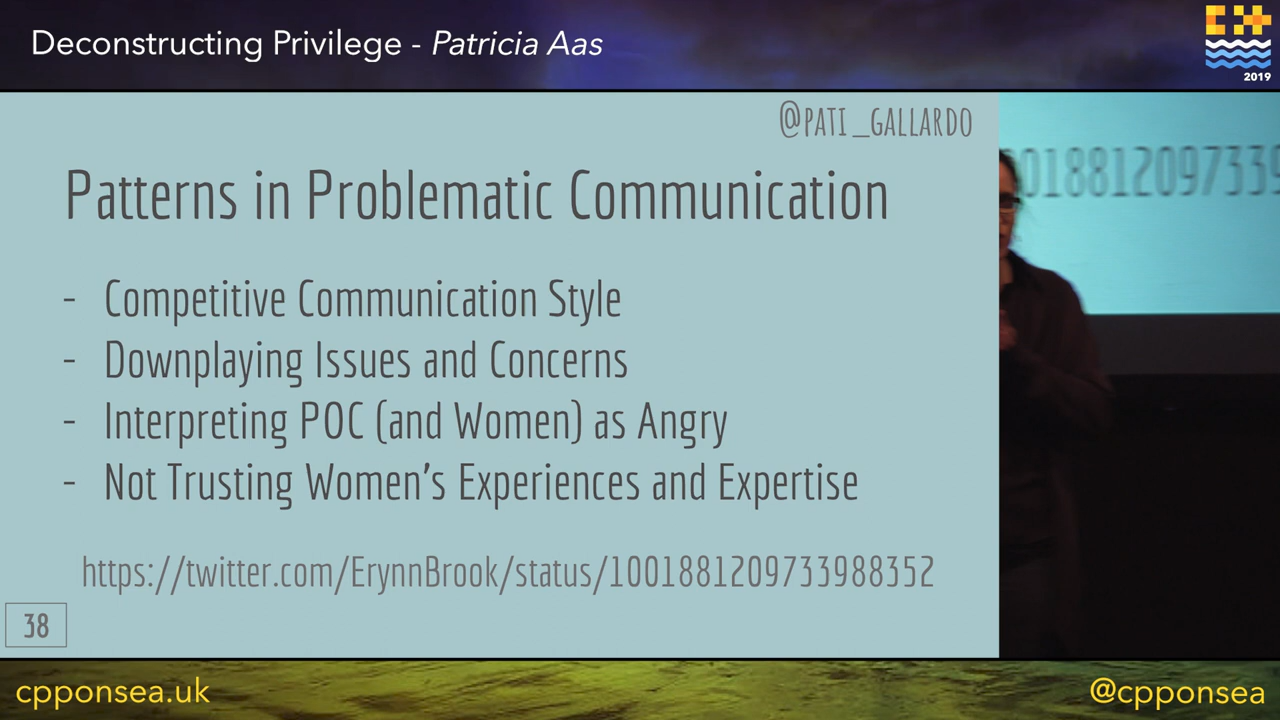 Deconstructing Privilege - Patricia Aas
2019
@PATI_GALLARDO
Patterns in Problematic Communication
- Competitive Communication Style
- Downplaying Issues and Concerns
- Interpreting POC (and Women) as Angry
- Not Trusting Women's Experiences and Expertise
https://twitter.com/ErynnBrook/status/1001881209733988352
38
0018812097339
cpponsea.uk
@cpponsea